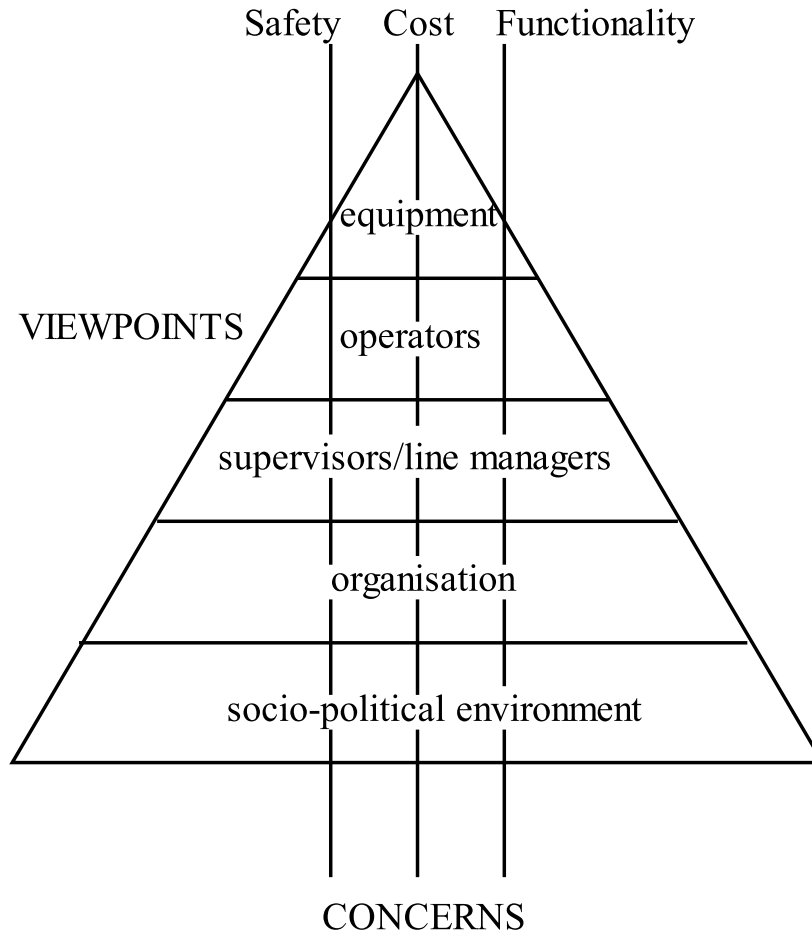 Safety Cost Functionality
equipment
VIEWPOINTS
operators
supervisors/line managers
organisation
socio-political environment
CONCERNS